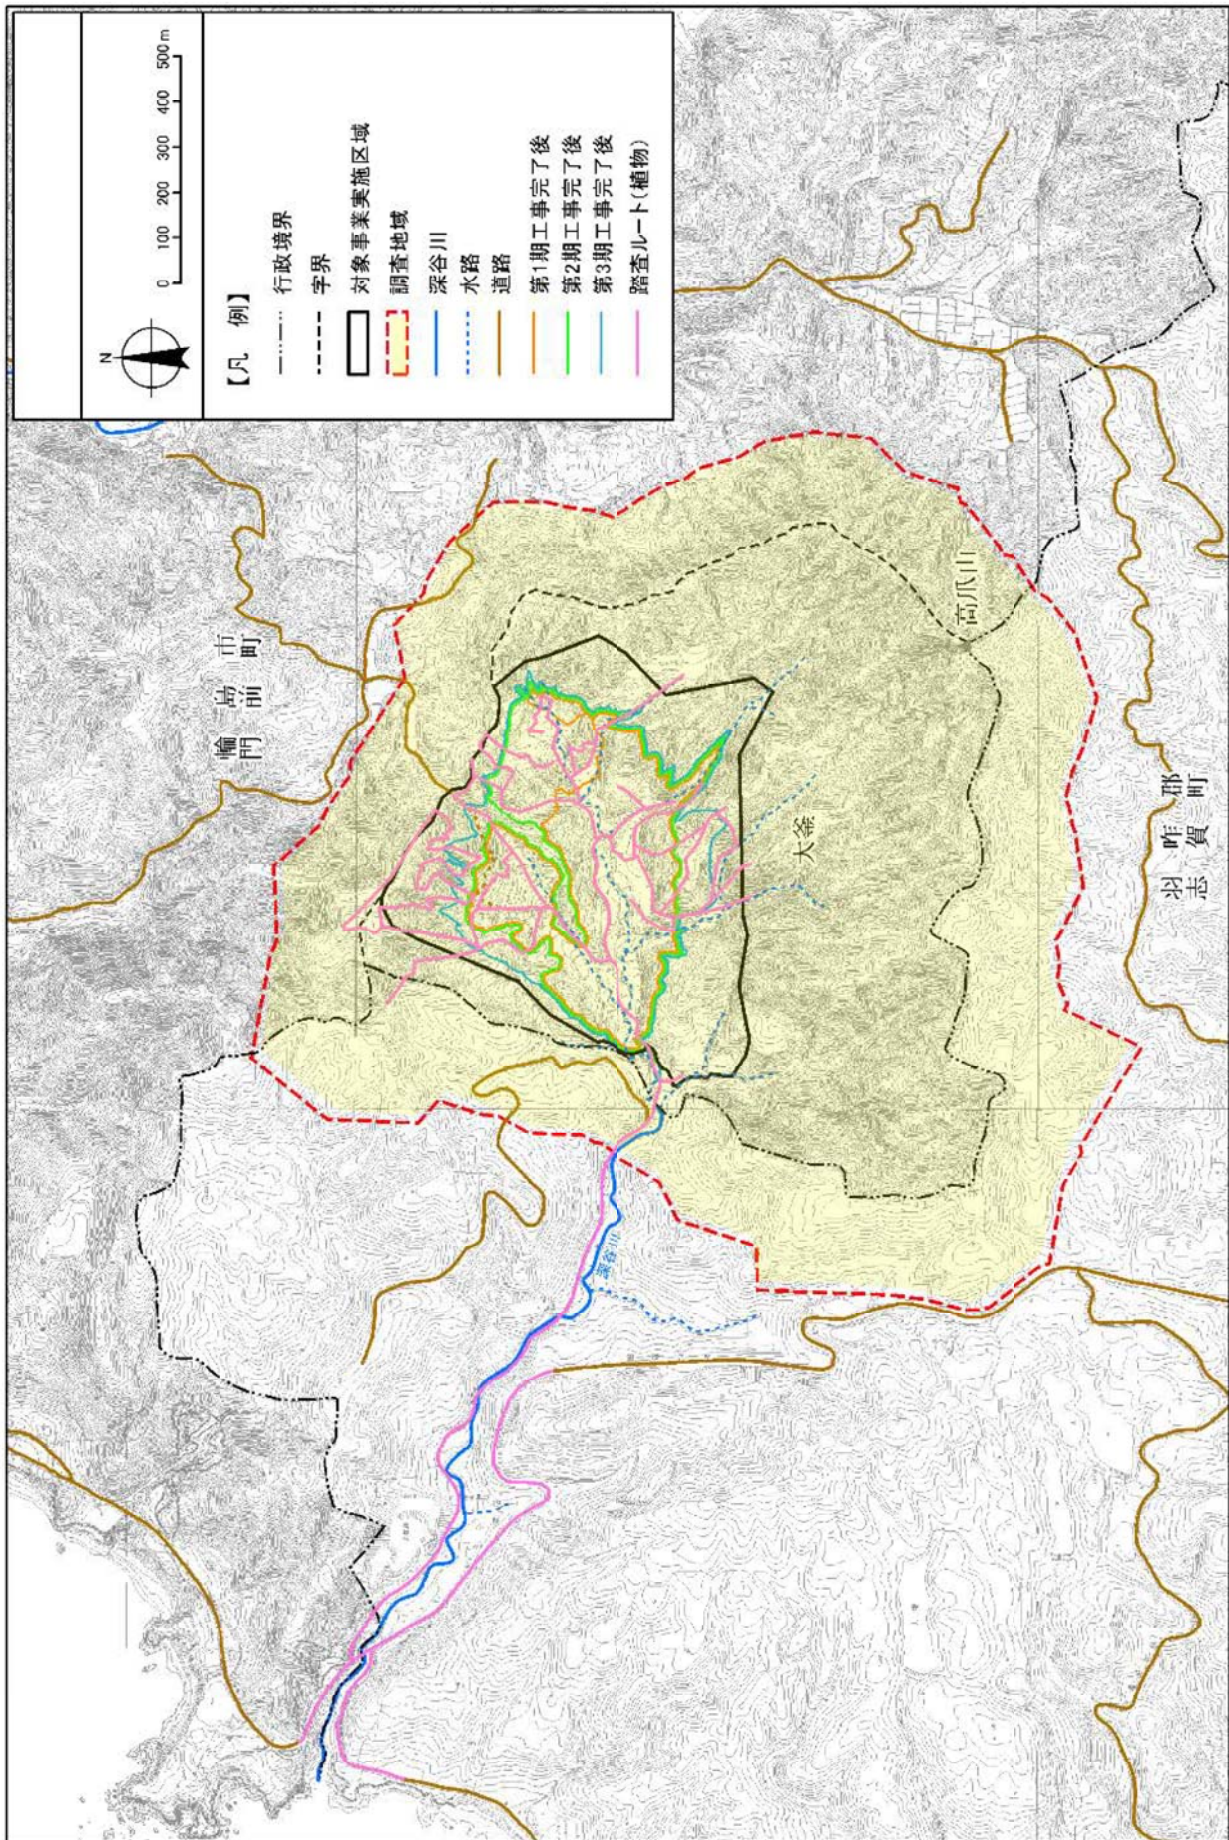 N
0 100 200 300 400 500m
【凡 例】
行政境界
字界
対象事業実施区域
調査地域
深谷川
水路
道路
第1期工事完了後
第2期工事完了後
第3期工事完了後
踏査ルート(植物)
輪島市
門前町
高爪川
大釜
深谷川
羽咋郡
志賀町